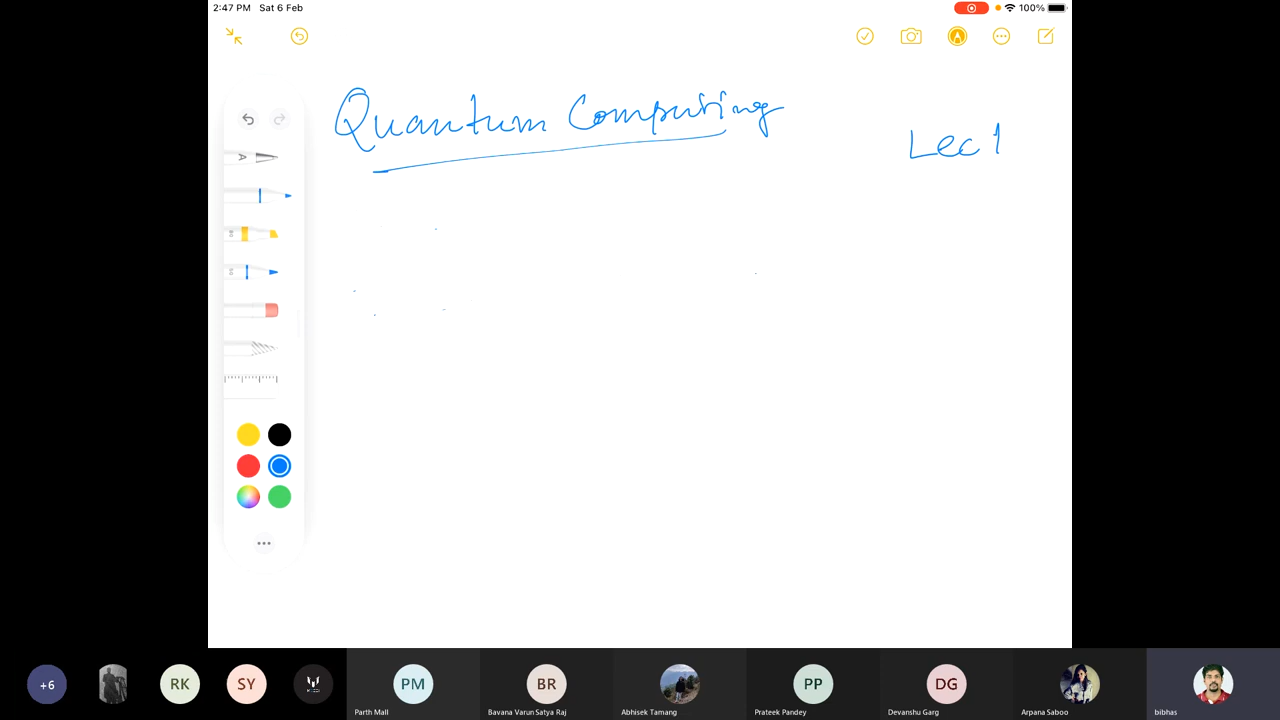 2:47 PM Sat 6 Feb 100%
Quantum Computing
Lec 1
+6 RK SY PM BR PP DG
Parth Mall Bavana Varun Satya Raj Abhisek Tamang Prateek Pandey Devanshu Garg Arpana Saboo bibhas